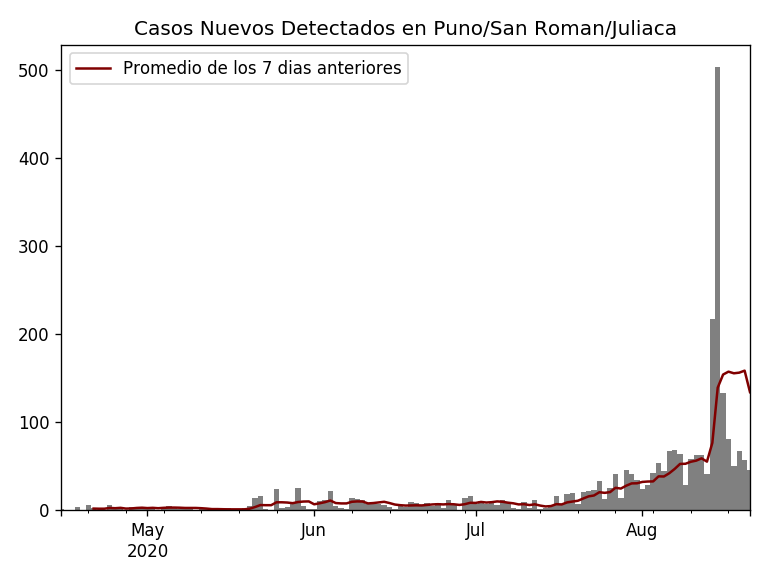 Casos Nuevos Detectados en Puno/San Roman/Juliaca
Promedio de los 7 dias anteriores
500
400
300
200
100
0
May
2020
Jun
Jul
Aug